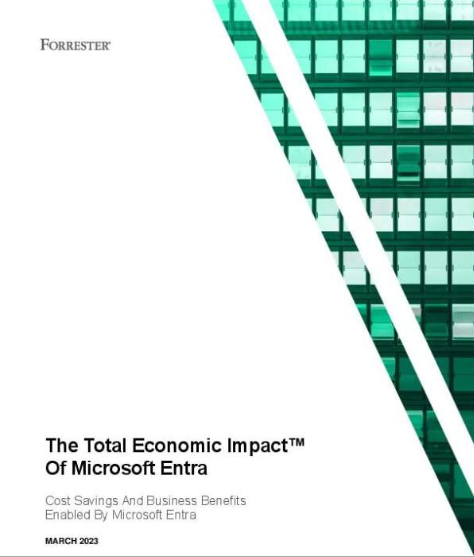 FORRESTER®
The Total Economic Impact™
Of Microsoft Entra
Cost Savings And Business Benefits
Enabled By Microsoft Entra
MARCH 2023